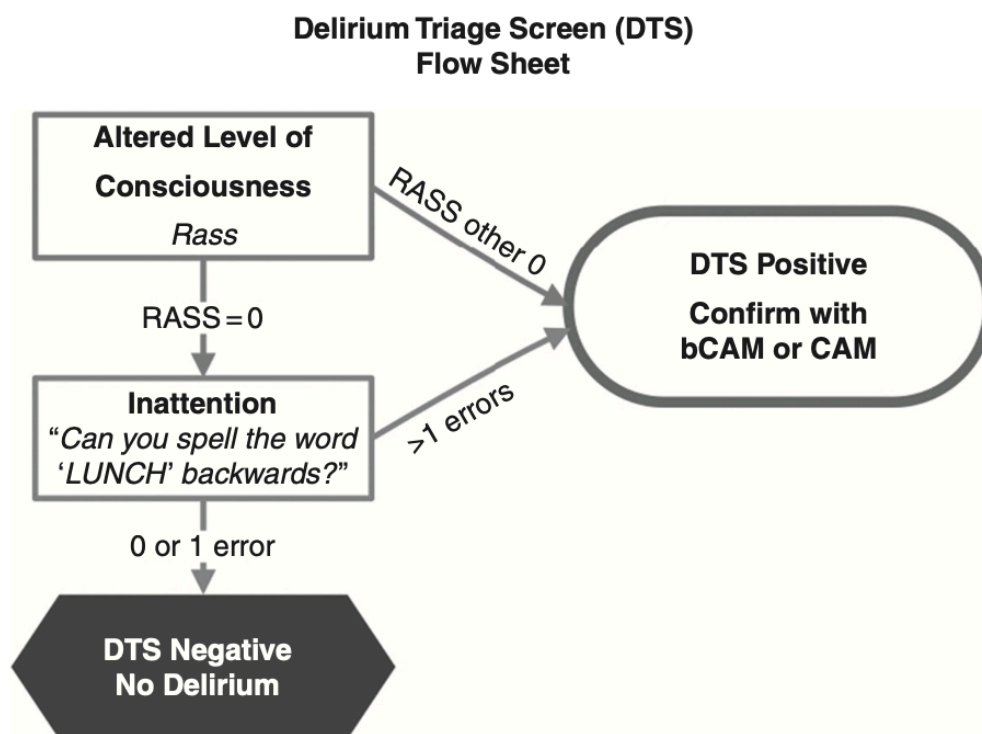 Delirium Triage Screen (DTS)
Flow Sheet
Altered Level of
Consciousness
Rass
RASS other 0
RASS = 0
DTS Positive
Confirm with
bCAM or CAM
Inattention
“Can you spell the word
‘LUNCH’ backwards?”
>1 errors
0 or 1 error
DTS Negative
No Delirium